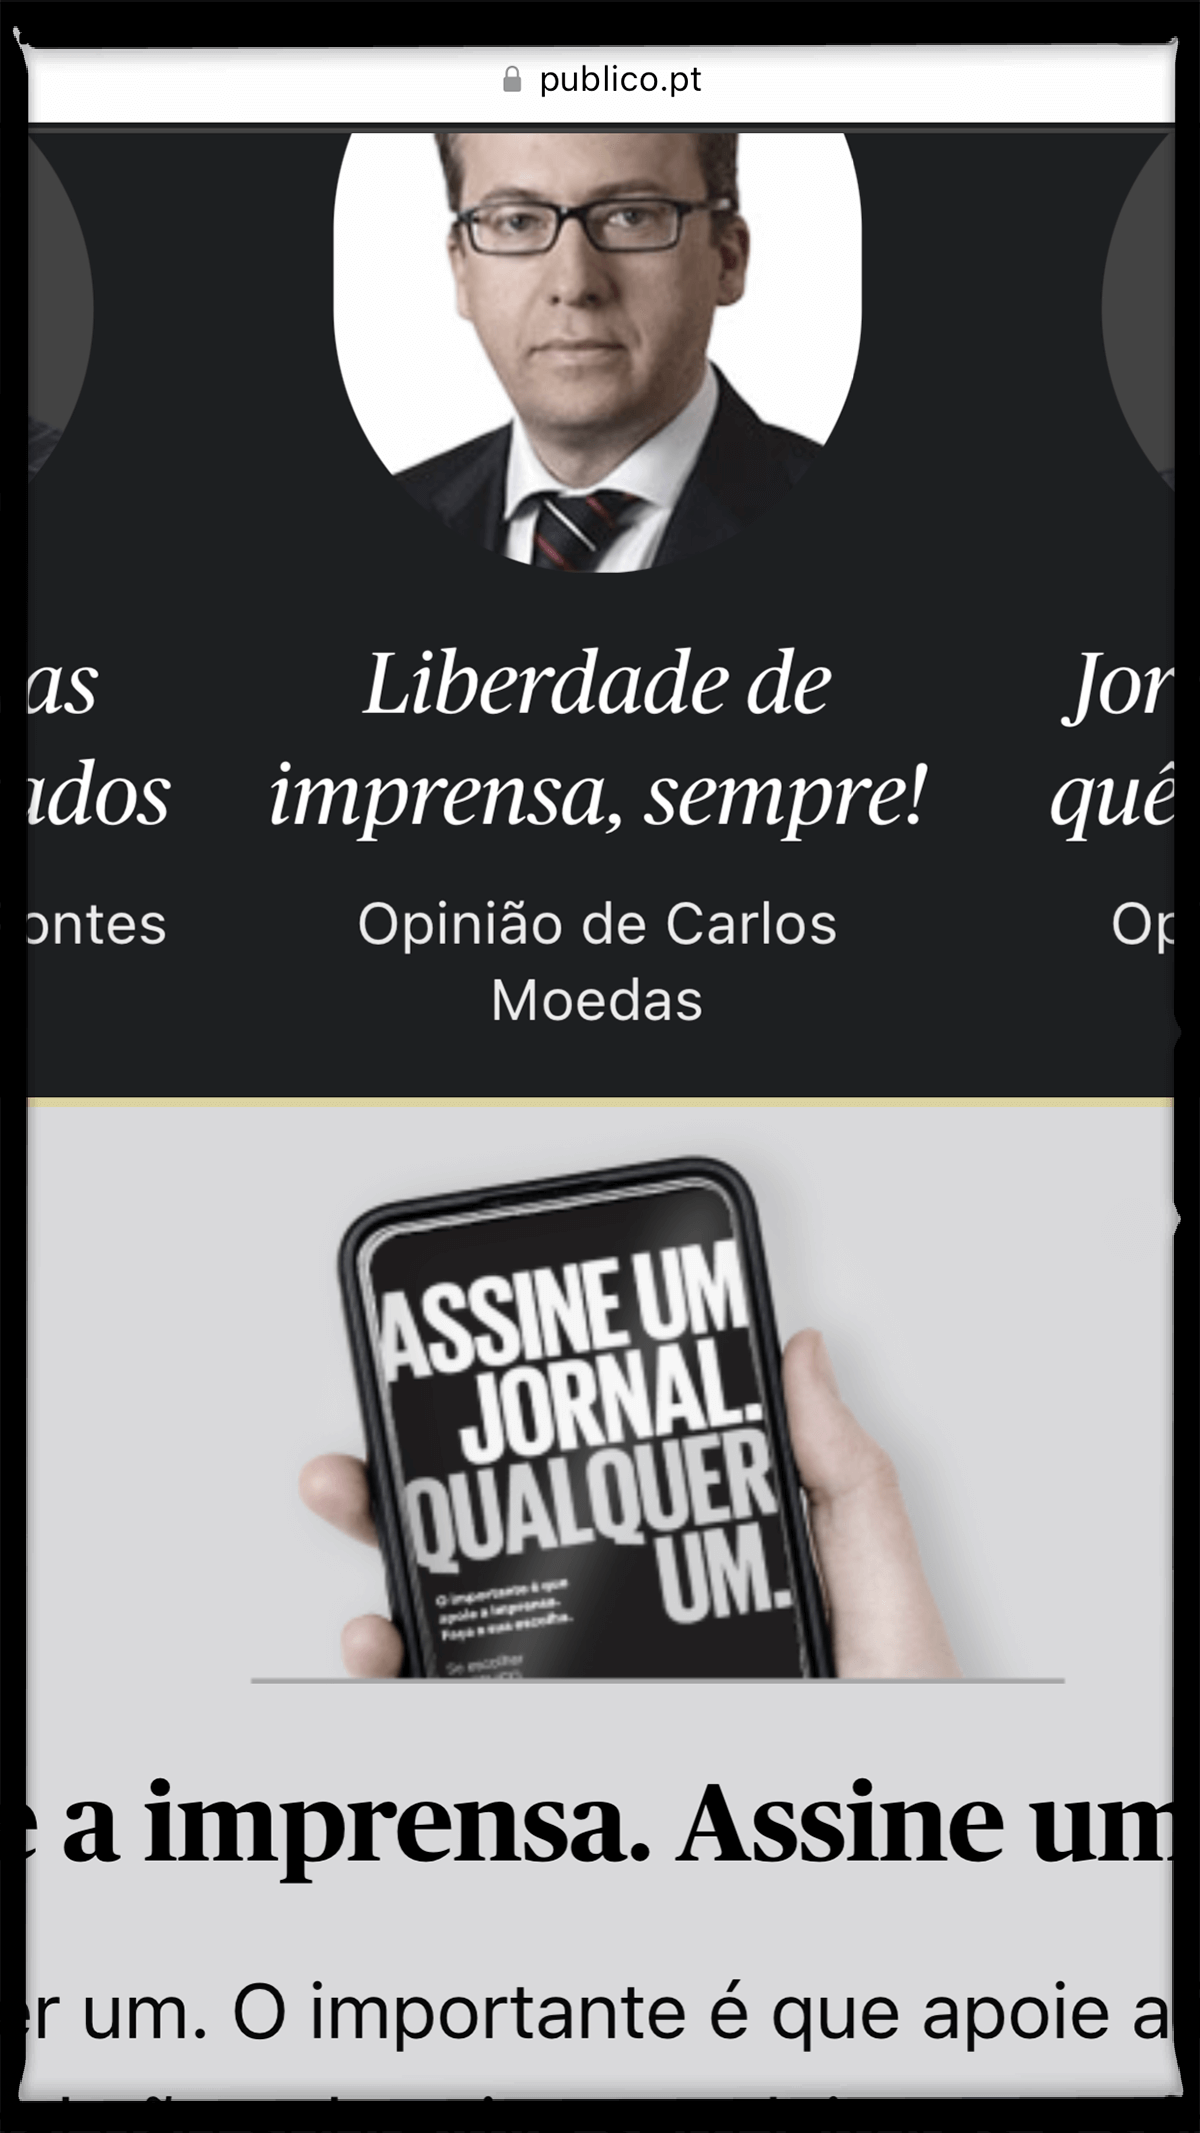 publico.pt
as
ados
ontes
Liberdade de
imprensa, sempre!
Opinião de Carlos
Moedas
Jor
quê
Op
ASSINE UM
JORNAL.
QUALQUER
UM.
O importante é que
apoie a imprensa.
Faça a sua escolha.
Se escolher
e a imprensa. Assine um
er um. O importante é que apoie a